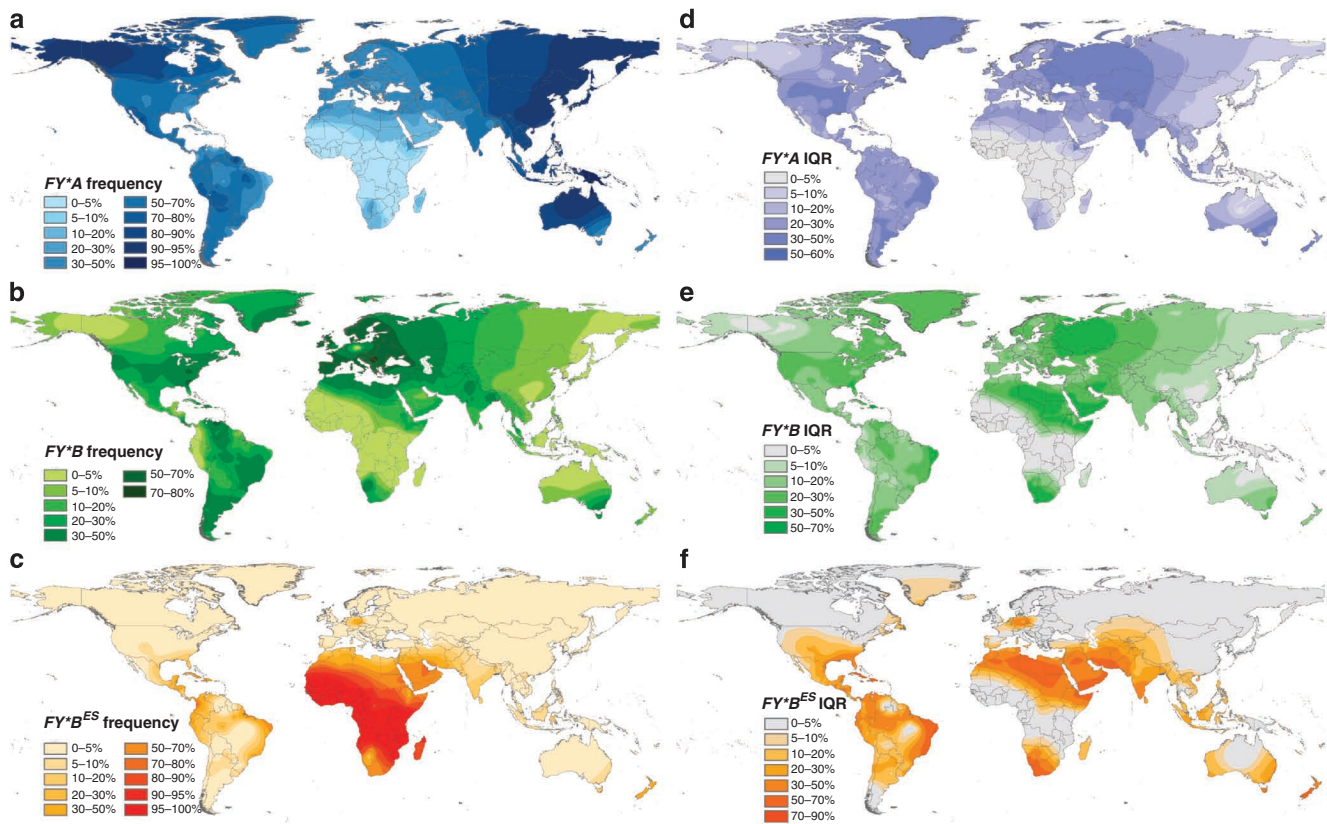 a
FY*A frequency
0–5% 50–70%
5–10% 70–80%
10–20% 80–90%
20–30% 90–95%
30–50% 95–100%
b
FY*B frequency
0–5% 50–70%
5–10% 70–80%
10–20%
20–30%
30–50%
c
FY*B^ES frequency
0–5% 50–70%
5–10% 70–80%
10–20% 80–90%
20–30% 90–95%
30–50% 95–100%
d
FY*A IQR
0–5%
5–10%
10–20%
20–30%
30–50%
50–60%
e
FY*B IQR
0–5%
5–10%
10–20%
20–30%
30–50%
50–70%
f
FY*B^ES IQR
0–5%
5–10%
10–20%
20–30%
30–50%
50–70%
70–90%